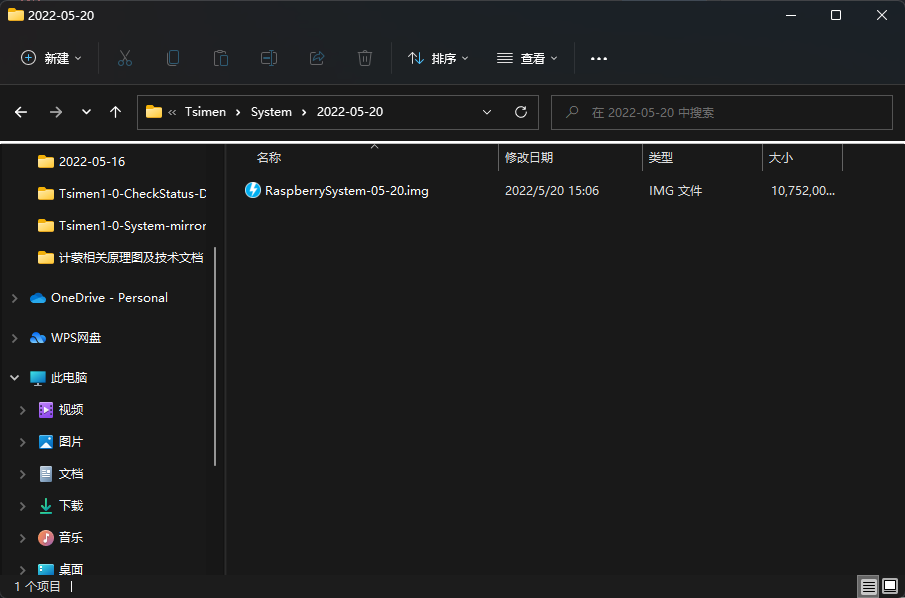 2022-05-20
新建
排序
查看
« Tsimen › System › 2022-05-20
在 2022-05-20 中搜索
2022-05-16
Tsimen1-0-CheckStatus-D
Tsimen1-0-System-mirror
计蒙相关原理图及技术文档
OneDrive - Personal
WPS网盘
此电脑
视频
图片
文档
下载
音乐
桌面
名称 修改日期 类型 大小
RaspberrySystem-05-20.img 2022/5/20 15:06 IMG 文件 10,752,00...
1 个项目